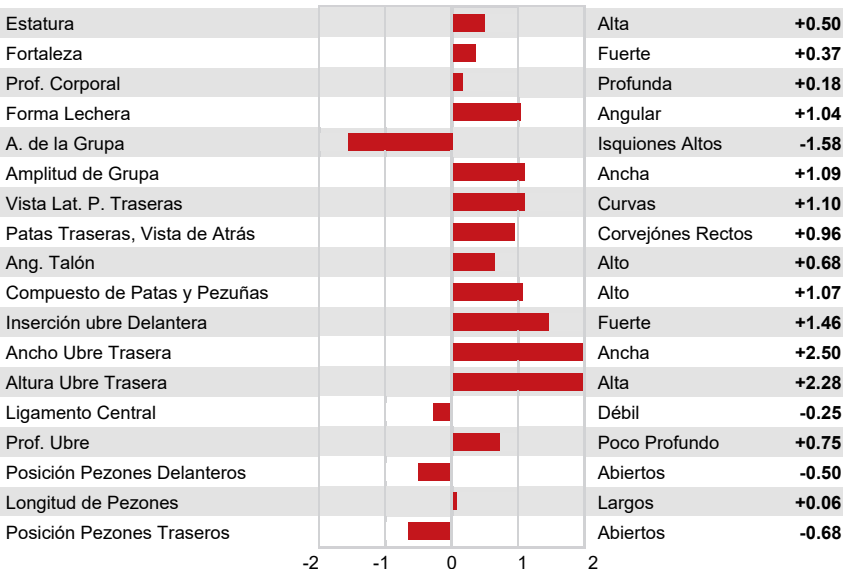 Estatura Alta +0.50
Fortaleza Fuerte +0.37
Prof. Corporal Profunda +0.18
Forma Lechera Angular +1.04
A. de la Grupa Isquiones Altos -1.58
Amplitud de Grupa Ancha +1.09
Vista Lat. P. Traseras Curvas +1.10
Patas Traseras, Vista de Atrás Corvejónes Rectos +0.96
Ang. Talón Alto +0.68
Compuesto de Patas y Pezuñas Alto +1.07
Inserción ubre Delantera Fuerte +1.46
Ancho Ubre Trasera Ancha +2.50
Altura Ubre Trasera Alta +2.28
Ligamento Central Débil -0.25
Prof. Ubre Poco Profundo +0.75
Posición Pezones Delanteros Abiertos -0.50
Longitud de Pezones Largos +0.06
Posición Pezones Traseros Abiertos -0.68
-2 -1 0 1 2